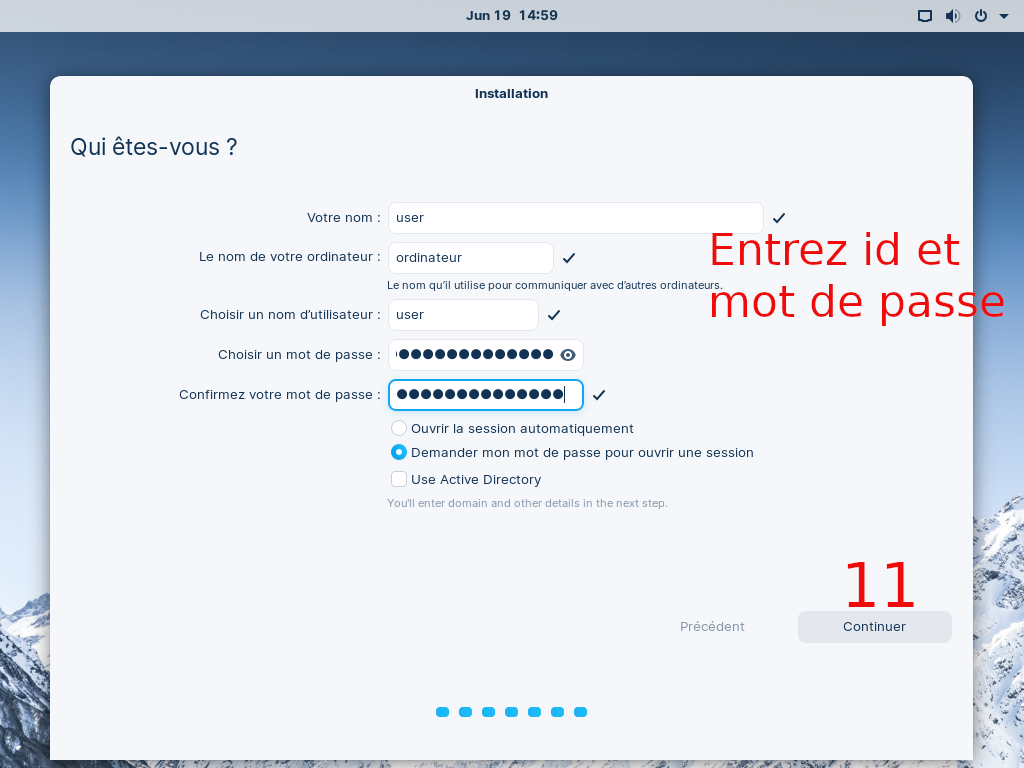 Jun 19 14:59
Installation
Qui êtes-vous ?
Votre nom : user
Entrez id et
Le nom de votre ordinateur : ordinateur
Le nom qu’il utilise pour communiquer avec d’autres ordinateurs.
mot de passe
Choisir un nom d’utilisateur : user
Choisir un mot de passe :
Confirmez votre mot de passe :
Ouvrir la session automatiquement
Demander mon mot de passe pour ouvrir une session
Use Active Directory
You'll enter domain and other details in the next step.
11
Précédent Continuer